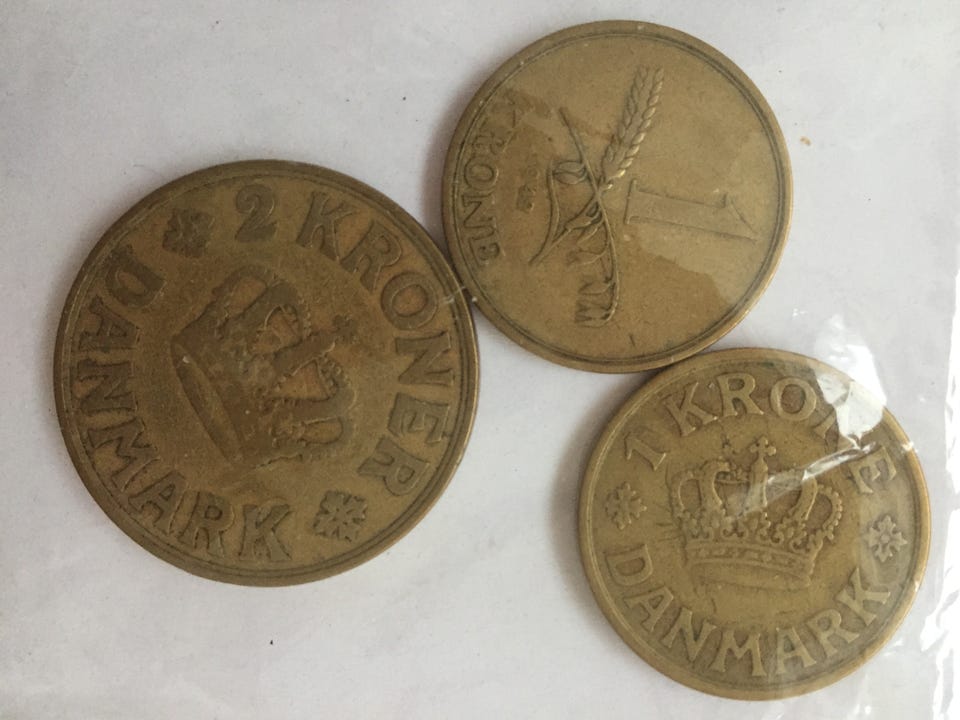 2 KRONER
DANMARK
1
KRONE
1 KRONE
DANMARK